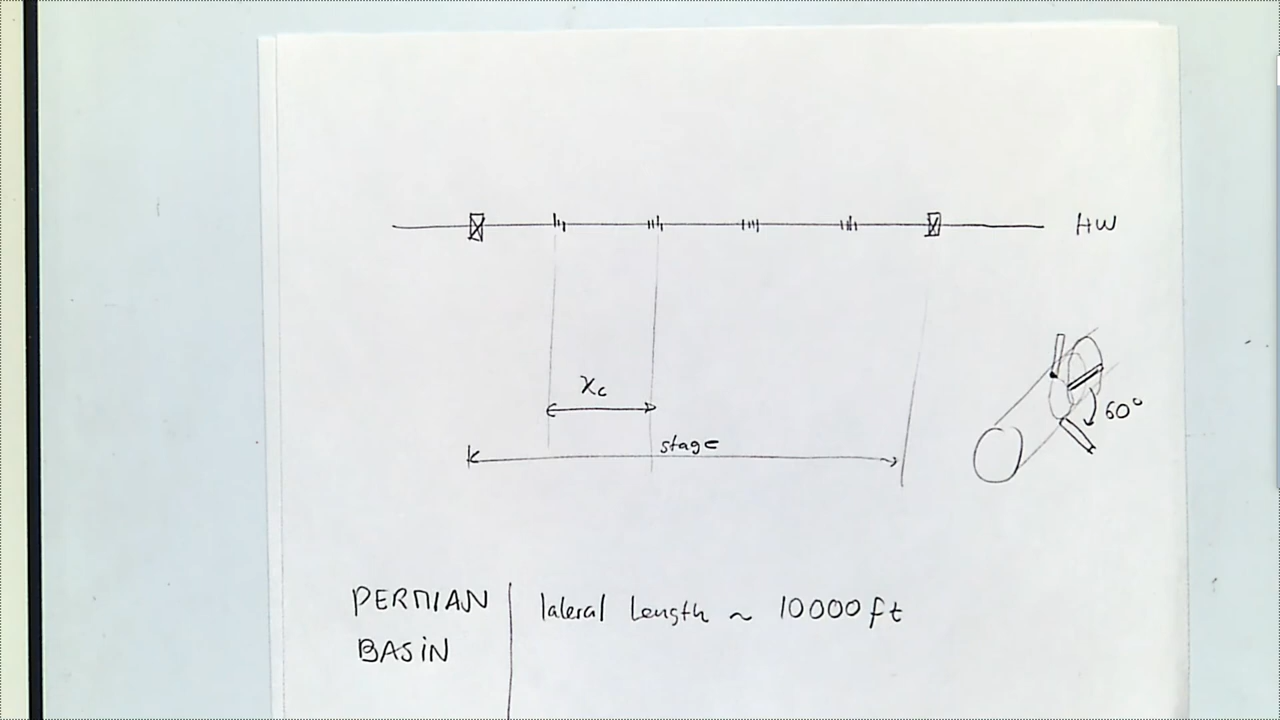 HW
60°
Xc
stage
PERMIAN BASIN
lateral Length ~ 10000 ft